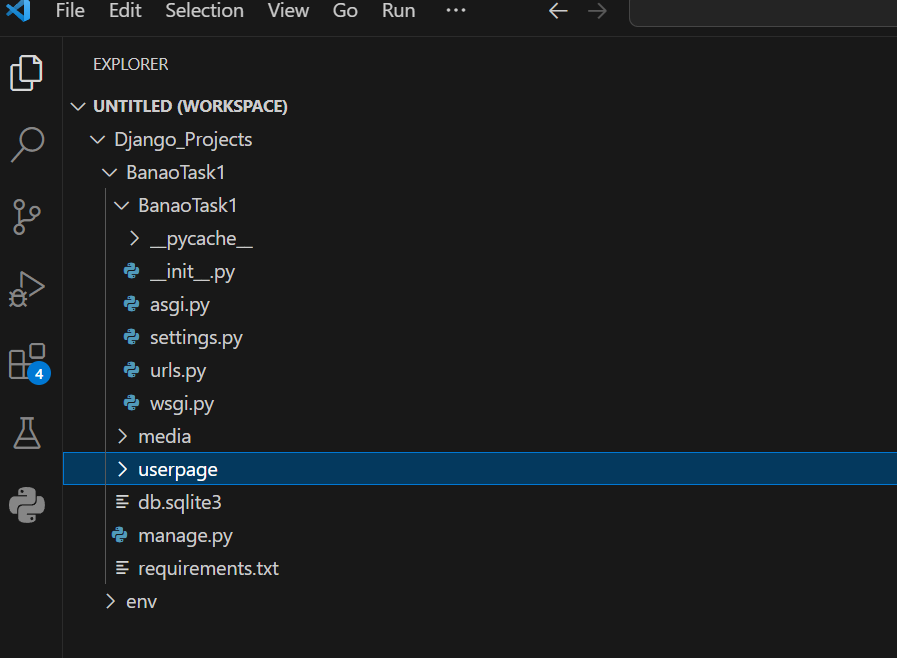 File Edit Selection View Go Run ...
EXPLORER
UNTITLED (WORKSPACE)
Django_Projects
BanaoTask1
BanaoTask1
__pycache__
__init__.py
asgi.py
settings.py
urls.py
4
wsgi.py
media
userpage
db.sqlite3
manage.py
requirements.txt
env